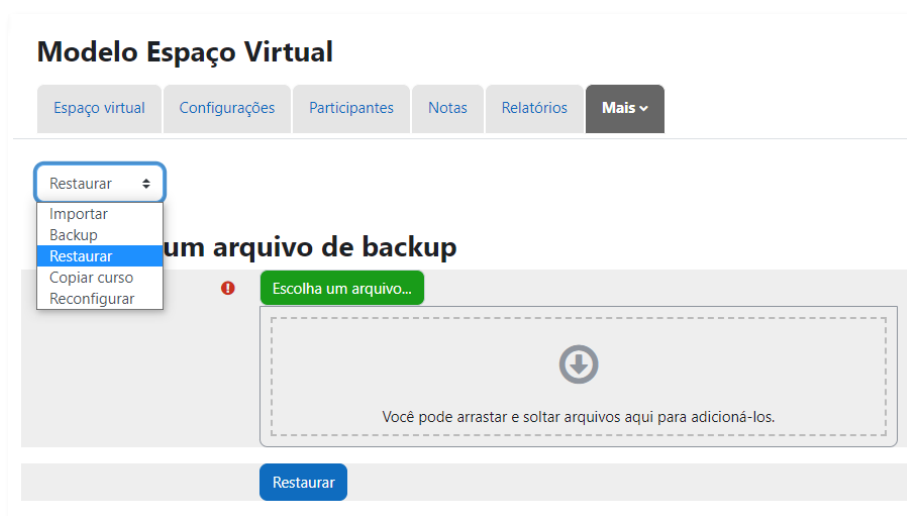 Modelo Espaço Virtual
Espaço virtual Configurações Participantes Notas Relatórios Mais
Restaurar
Importar
Backup
Restaurar
Copiar curso
Reconfigurar
um arquivo de backup
Escolha um arquivo...
Você pode arrastar e soltar arquivos aqui para adicioná-los.
Restaurar